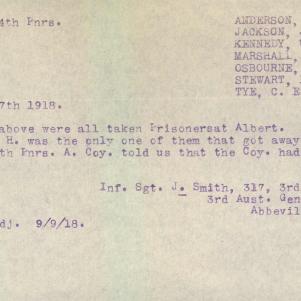 4th Pnrs.
ANDERSON,
JACKSON,
KENNEDY,
MARSHALL,
OSBOURNE,
STEWART,
TYE, C. E
7th 1918.
above were all taken Prisonersat Albert.
H. was the only one of them that got away
th Pnrs. A. Coy. told us that the Coy. had
Inf. Sgt. J. Smith, 317, 3rd
3rd Aust. Gen
Abbevil
dj. 9/9/18.